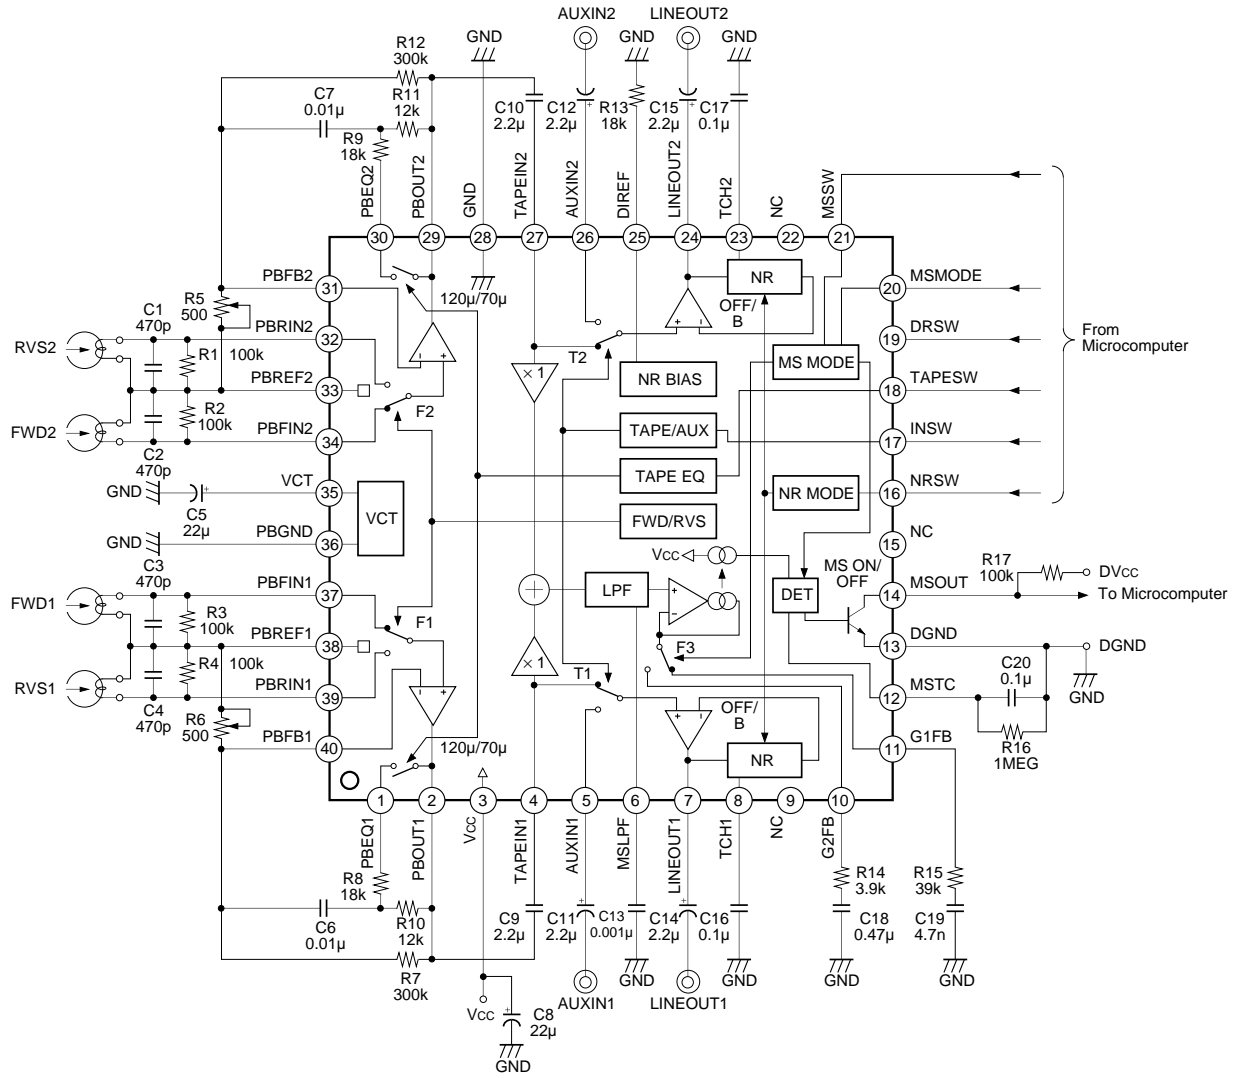 AUXIN2
LINEOUT2
R12
300k
GND
GND
GND
C7
0.01µ
R11
12k
R9
18k
C10
2.2µ
C12
2.2µ
+
R13
18k
C15
2.2µ
+
C17
0.1µ
PBEQ2
PBOUT2
GND
TAPEIN2
AUXIN2
DIREF
LINEOUT2
TCH2
NC
MSSW
30
29
28
27
26
25
24
23
22
21
PBFB2
31
120µ/70µ
NR
OFF/
B
20
MSMODE
R5
500
C1
470p
PBRIN2
32
RVS2
R1
100k
T2
MS MODE
19
DRSW
From
Microcomputer
PBREF2
33
× 1
NR BIAS
18
TAPESW
R2
100k
F2
FWD2
PBFIN2
34
TAPE/AUX
17
INSW
C2
470p
VCT
35
TAPE EQ
GND
+
C5
22µ
VCT
NR MODE
16
NRSW
PBGND
36
FWD/RVS
GND
15
NC
C3
470p
Vcc
MS ON/
OFF
R17
100k
DVcc
PBFIN1
37
FWD1
R3
100k
F1
+
LPF
+
−
DET
14
MSOUT
To Microcomputer
PBREF1
38
F3
13
DGND
DGND
R4
100k
× 1
C20
0.1µ
GND
RVS1
PBRIN1
39
T1
12
MSTC
C4
470p
R6
500
OFF/
B
R16
1MEG
PBFB1
40
120µ/70µ
NR
11
G1FB
1
2
3
4
5
6
7
8
9
10
PBEQ1
PBOUT1
Vcc
TAPEIN1
AUXIN1
MSLPF
LINEOUT1
TCH1
NC
G2FB
R8
18k
R14
3.9k
R15
39k
C6
0.01µ
R10
12k
C9
2.2µ
C11
2.2µ
+
C13
0.001µ
C14
2.2µ
+
C16
0.1µ
C18
0.47µ
C19
4.7n
R7
300k
GND
GND
GND
GND
Vcc
+
C8
22µ
AUXIN1
LINEOUT1
GND